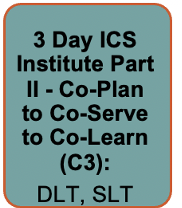 3 Day ICS
Institute Part
II - Co-Plan
to Co-Serve
to Co-Learn
(C3):
DLT, SLT